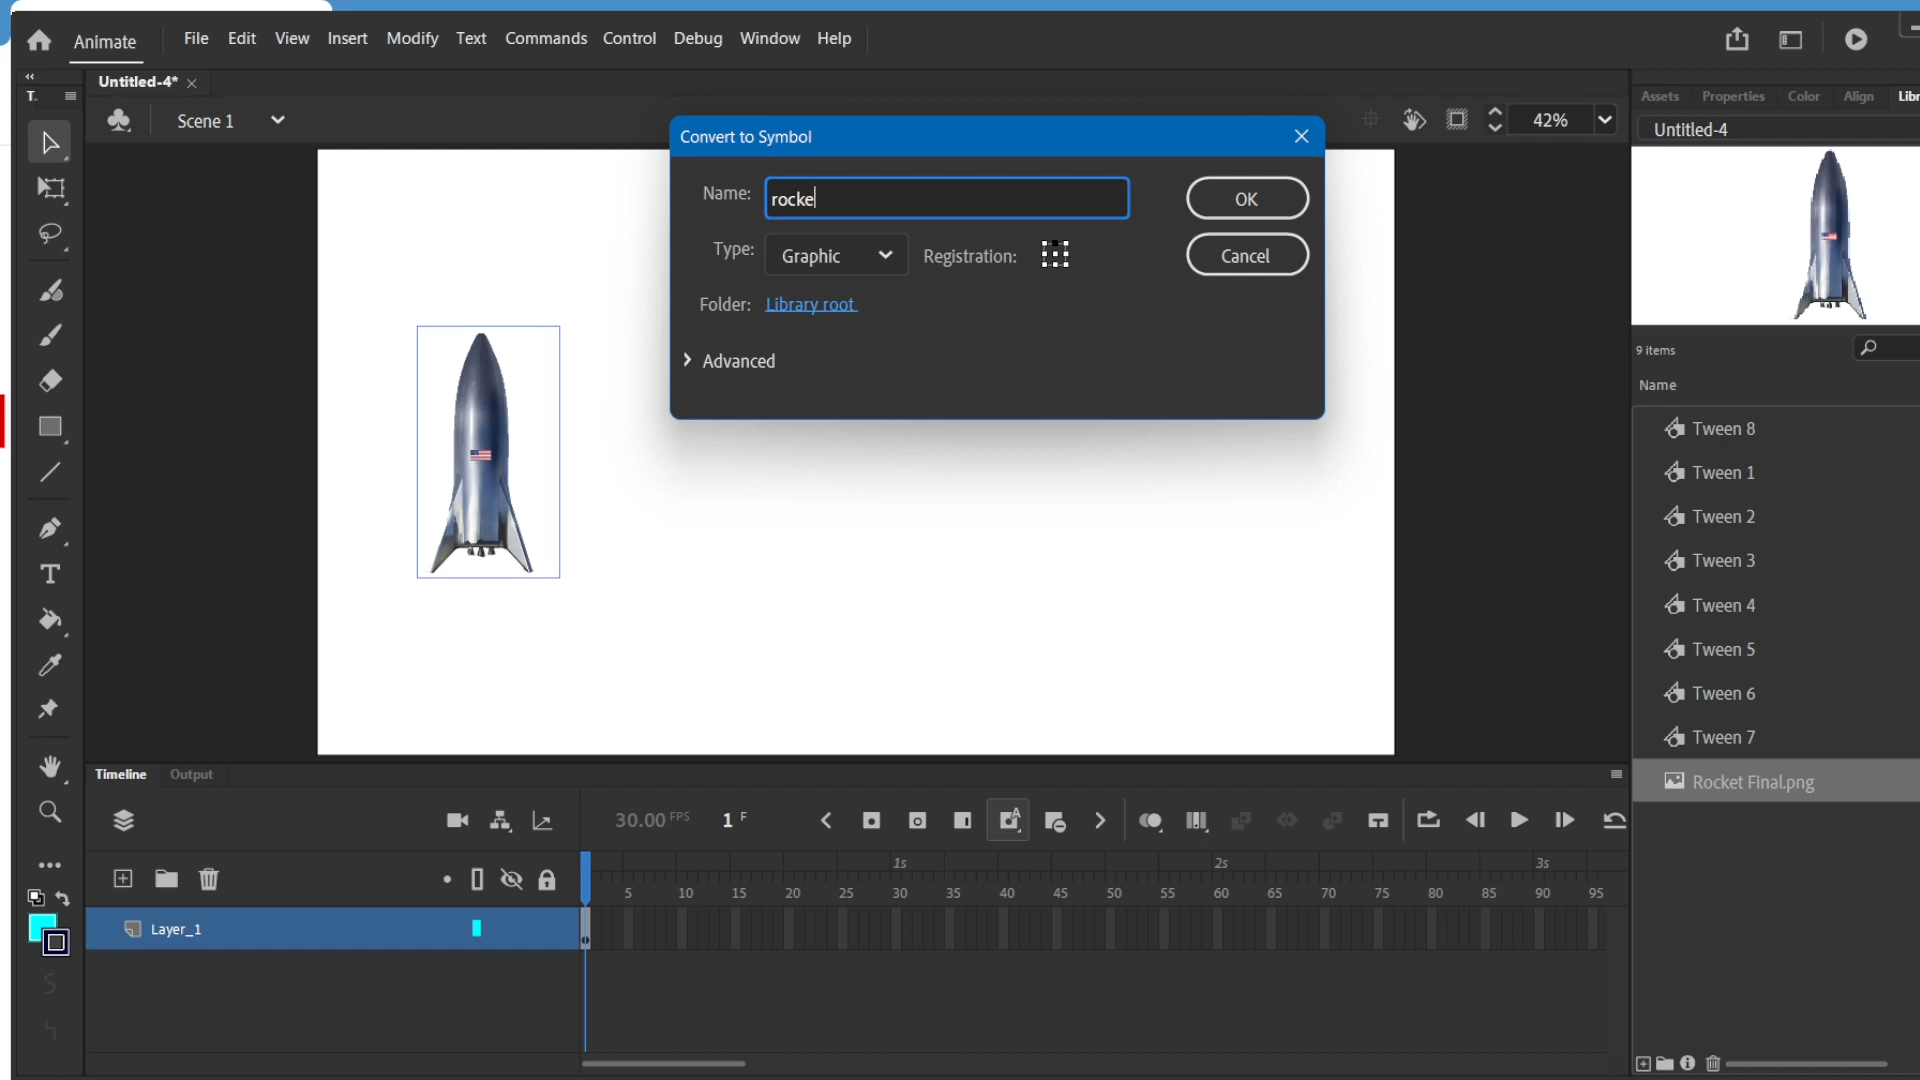 Animate File Edit View Insert Modify Text Commands Control Debug Window Help
T.
Untitled-4*
Scene 1
42%
Assets Properties Color Align Libr
Untitled-4
Convert to Symbol
Name: rocke
OK
Type: Graphic Registration:
Cancel
Folder: Library root
Advanced
9 items
Name
Tween 8
Tween 1
Tween 2
Tween 3
Tween 4
Tween 5
Tween 6
Tween 7
Rocket Final.png
Timeline Output
30.00 FPS 1 F
1s 2s 3s
5 10 15 20 25 30 35 40 45 50 55 60 65 70 75 80 85 90 95
Layer_1